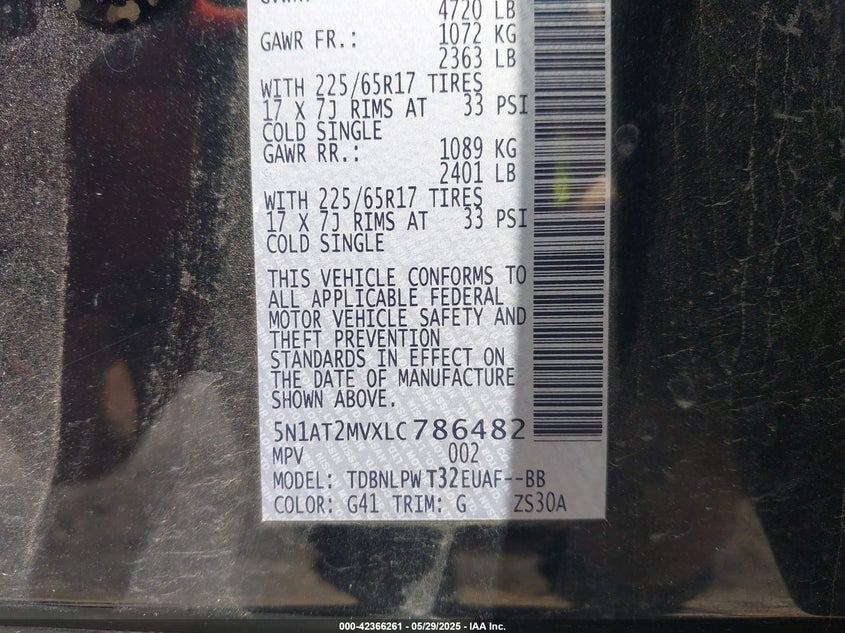 4720 LB
GAWR FR.: 1072 KG
2363 LB
WITH 225/65R17 TIRES
17 X 7J RIMS AT 33 PSI
COLD SINGLE
GAWR RR.: 1089 KG
2401 LB
WITH 225/65R17 TIRES
17 X 7J RIMS AT 33 PSI
COLD SINGLE
THIS VEHICLE CONFORMS TO
ALL APPLICABLE FEDERAL
MOTOR VEHICLE SAFETY AND
THEFT PREVENTION
STANDARDS IN EFFECT ON
THE DATE OF MANUFACTURE
SHOWN ABOVE.
5N1AT2MVXLC786482
MPV 002
MODEL: TDBNLPW T32EUAF--BB
COLOR: G41 TRIM: G ZS30A
000-42366261 - 05/29/2025 - IAA Inc.